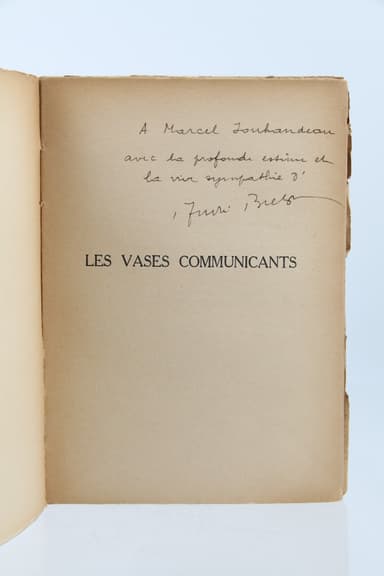 A Marcel Jouhandeau
avec la profonde estime et
la vive sympathie d'
André Breton
LES VASES COMMUNICANTS